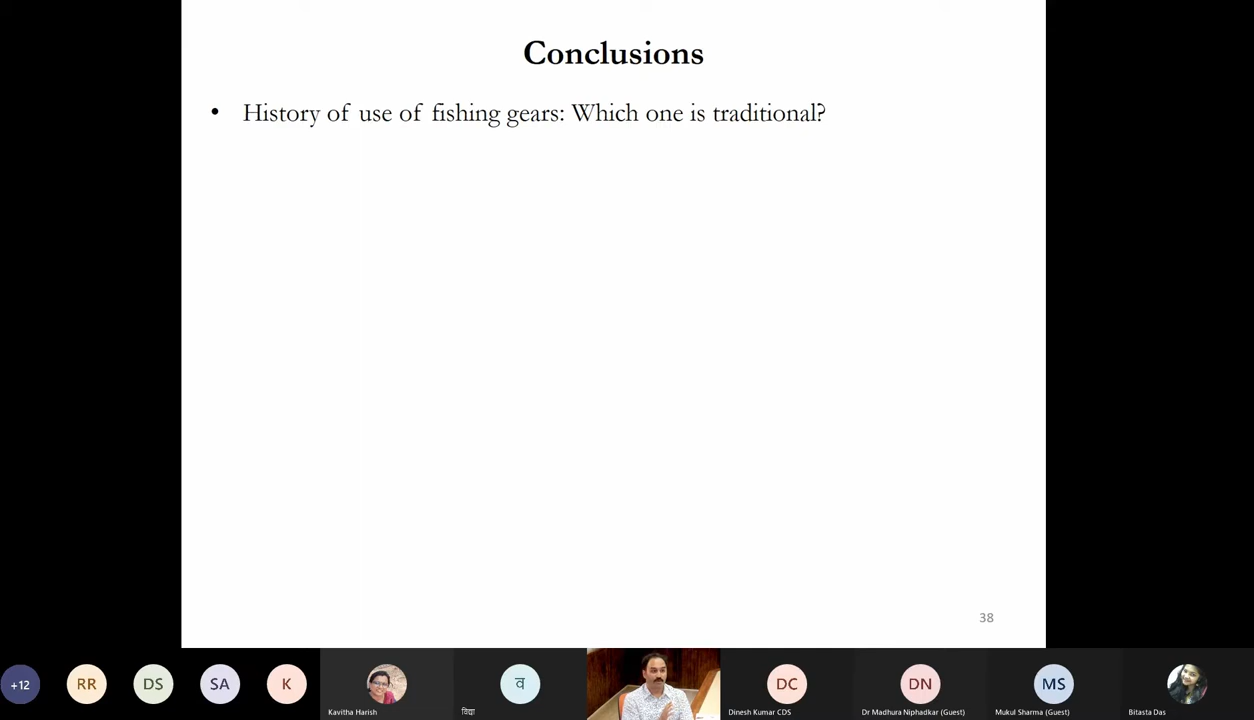 Conclusions
• History of use of fishing gears: Which one is traditional?
38
+12
RR
DS
SA
K
Kavitha Harish
व
विद्या
Dinesh Kumar CDS
DC
Dr Madhura Niphadkar (Guest)
DN
Mukul Sharma (Guest)
MS
Bitasta Das